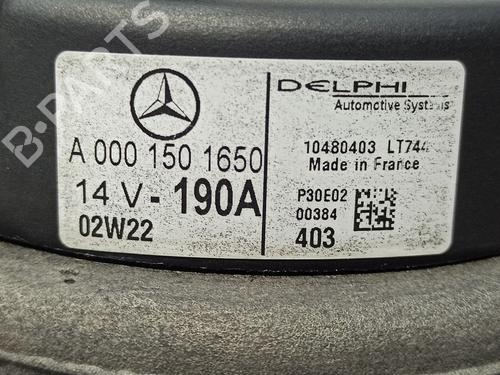 DELPHI
Automotive Systems
A 000 150 1650
14 V - 190A
02W22
10480403 LT744
Made in France
P30E02
00384
403
B-PARTS